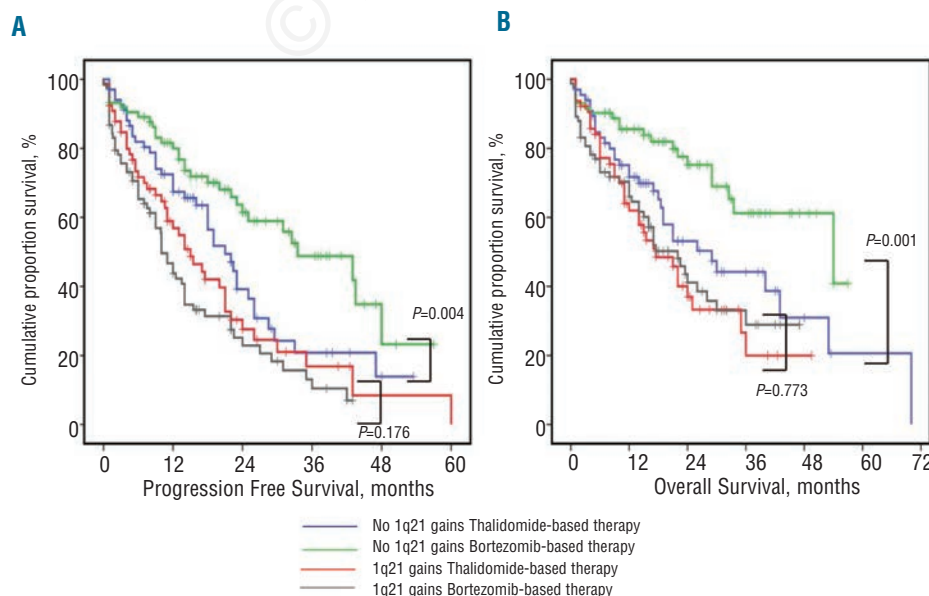 A
B
©
Cumulative proportion survival, %
100
80
60
40
20
0
P=0.004
P=0.176
0 12 24 36 48 60
Progression Free Survival, months
Cumulative proportion survival, %
100
80
60
40
20
0
P=0.001
P=0.773
0 12 24 36 48 60 72
Overall Survival, months
No 1q21 gains Thalidomide-based therapy
No 1q21 gains Bortezomib-based therapy
1q21 gains Thalidomide-based therapy
1q21 gains Bortezomib-based therapy